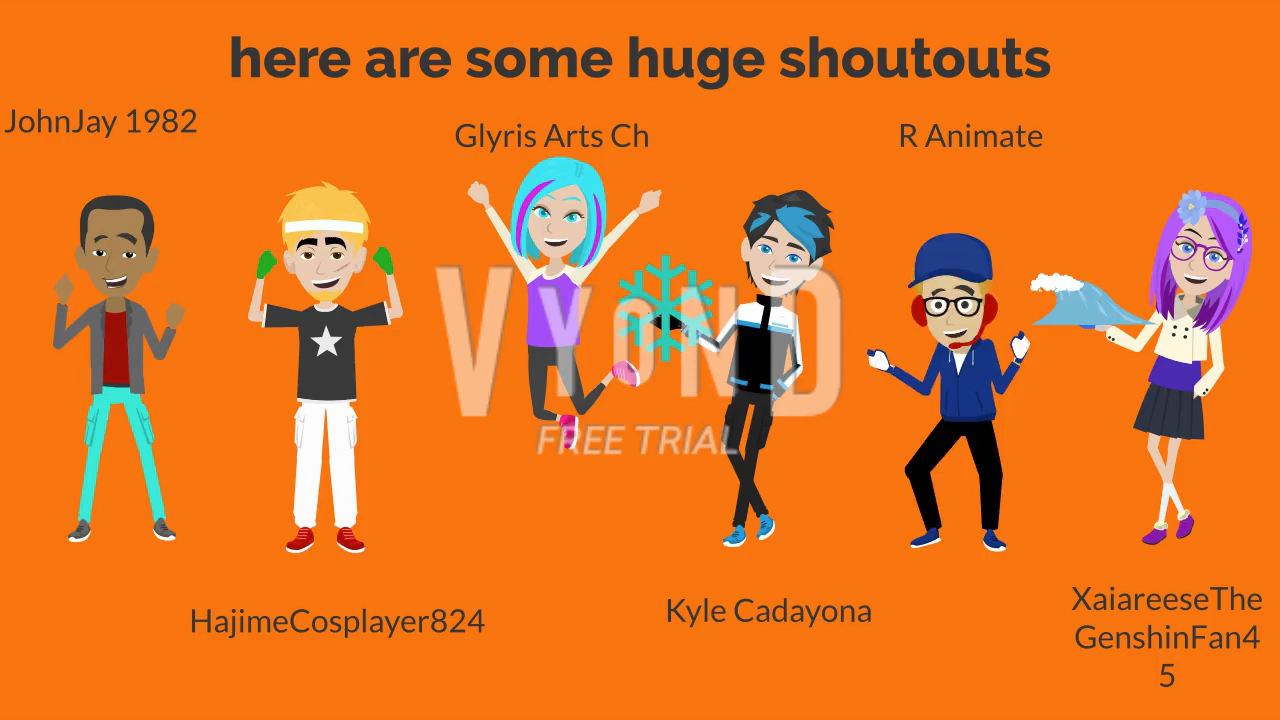 here are some huge shoutouts
JohnJay 1982
Glyris Arts Ch
R Animate
VYOND
FREE TRIAL
HajimeCosplayer824
Kyle Cadayona
XaiareeseThe
GenshinFan4
5